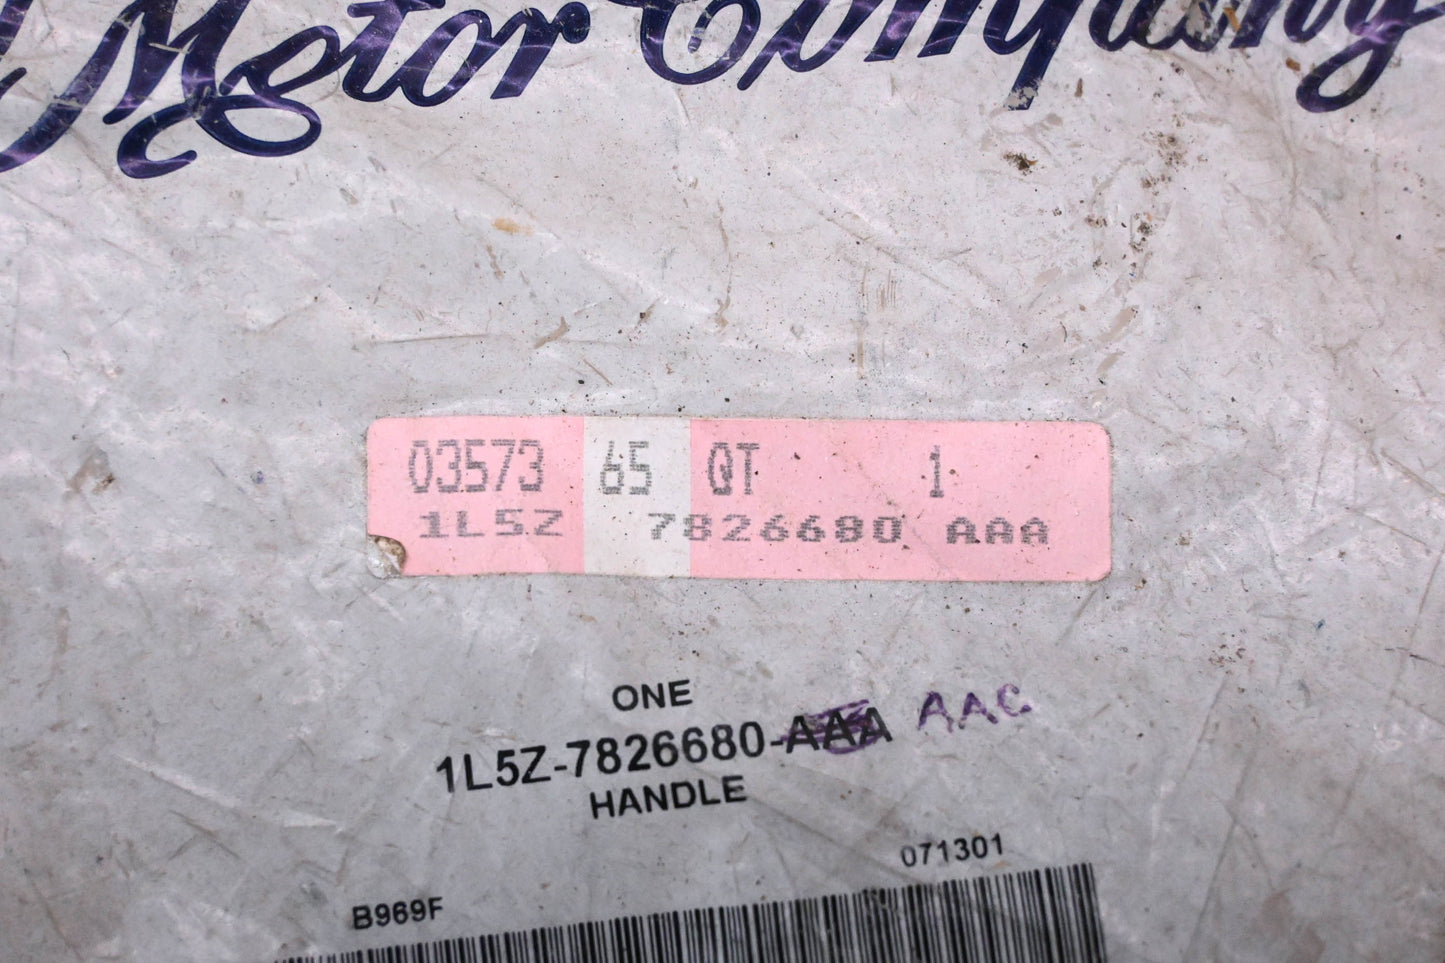 Motor Company
03573 65 QT 1
1L5Z 7826680 AAA
ONE
1L5Z-7826680-AAA AAC
HANDLE
071301
B969F